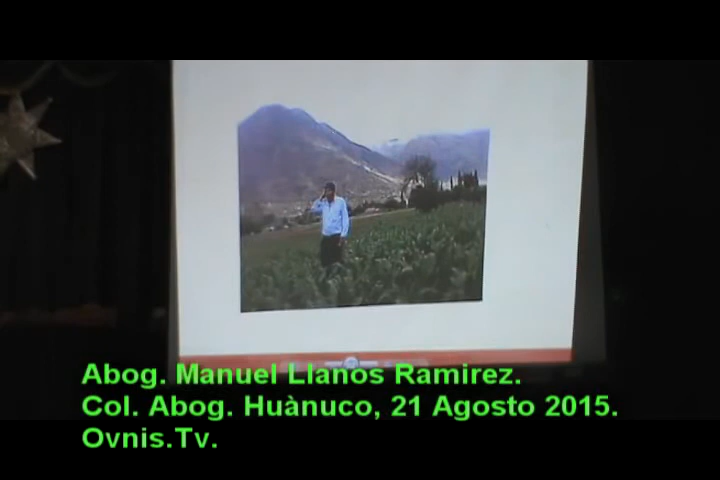 Abog. Manuel Llanos Ramirez.
Col. Abog. Huànuco, 21 Agosto 2015.
Ovnis.Tv.